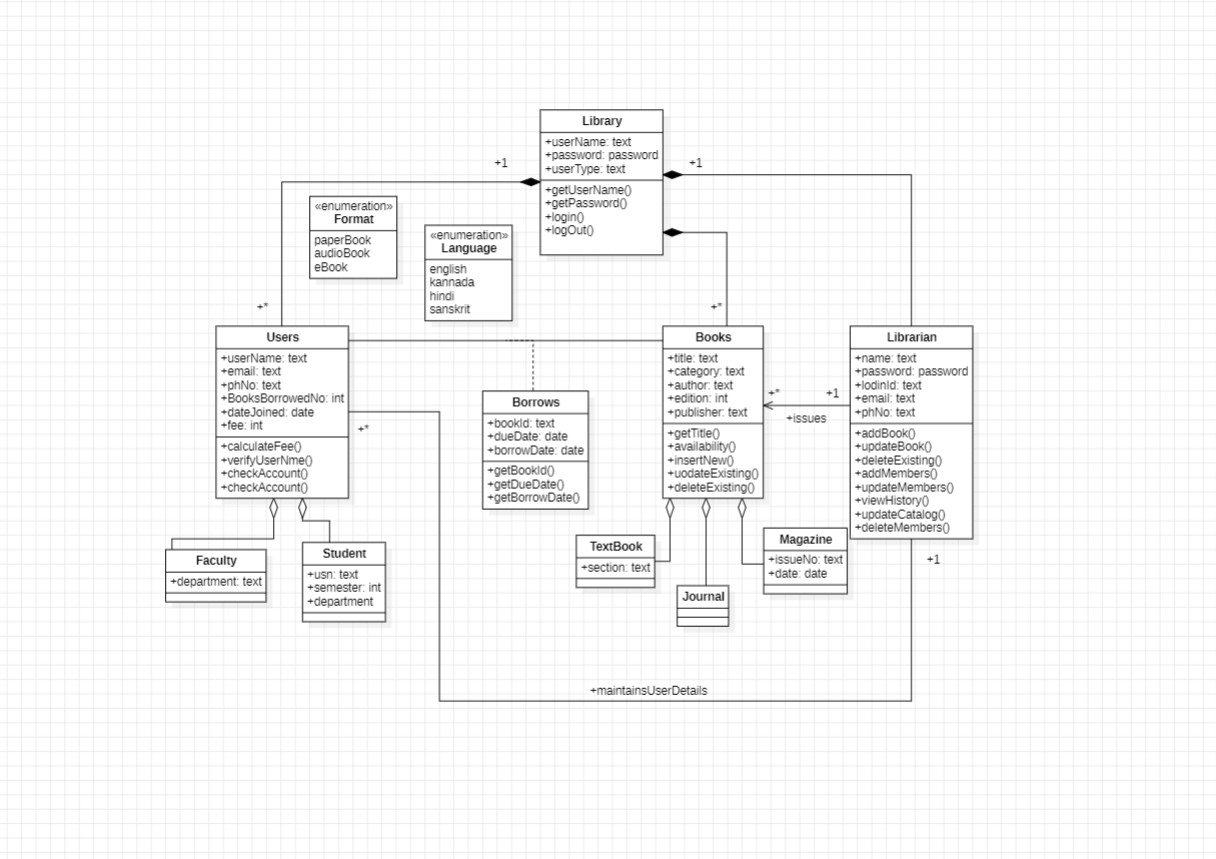 Library
+userName: text
+password: password
+userType: text
+getUserName()
+getPassword()
+login()
+logOut()
+1
+1
«enumeration»
Format
paperBook
audioBook
eBook
«enumeration»
Language
english
kannada
hindi
sanskrit
+*
+*
Users
+userName: text
+email: text
+phNo: text
+BooksBorrowedNo: int
+dateJoined: date
+fee: int
+calculateFee()
+verifyUserNme()
+checkAccount()
+checkAccount()
+*
Borrows
+bookId: text
+dueDate: date
+borrowDate: date
+getBookId()
+getDueDate()
+getBorrowDate()
Books
+title: text
+category: text
+author: text
+edition: int
+publisher: text
+getTitle()
+availability()
+insertNew()
+uodateExisting()
+deleteExisting()
+*
+1
+issues
Librarian
+name: text
+password: password
+lodinId: text
+email: text
+phNo: text
+addBook()
+updateBook()
+deleteExisting()
+addMembers()
+updateMembers()
+viewHistory()
+updateCatalog()
+deleteMembers()
+1
Faculty
+department: text
Student
+usn: text
+semester: int
+department
TextBook
+section: text
Journal
Magazine
+issueNo: text
+date: date
+maintainsUserDetails